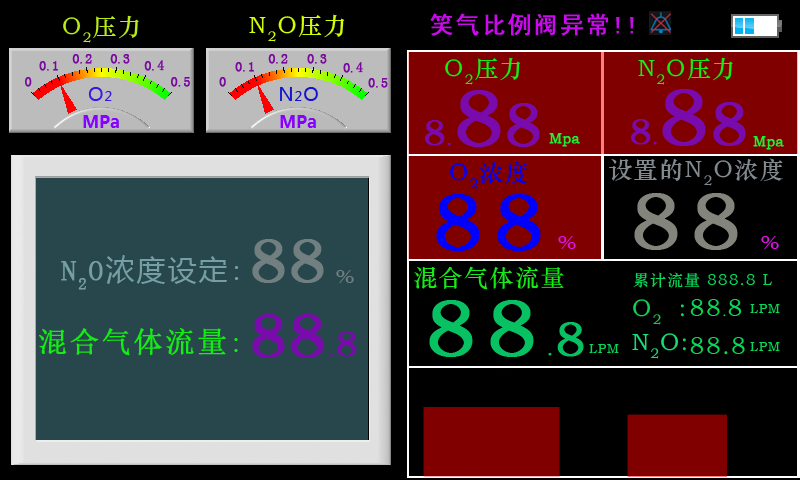 O2压力
N2O压力
笑气比例阀异常!!
0 0.1 0.2 0.3 0.4 0.5
O2
MPa
0 0.1 0.2 0.3 0.4 0.5
N2O
MPa
O2压力
8.88 Mpa
N2O压力
8.88 Mpa
O2浓度
88 %
设置的N2O浓度
88 %
N2O浓度设定: 88 %
混合气体流量: 88.8
混合气体流量
88.8 LPM
累计流量 888.8 L
O2 :88.8 LPM
N2O:88.8 LPM